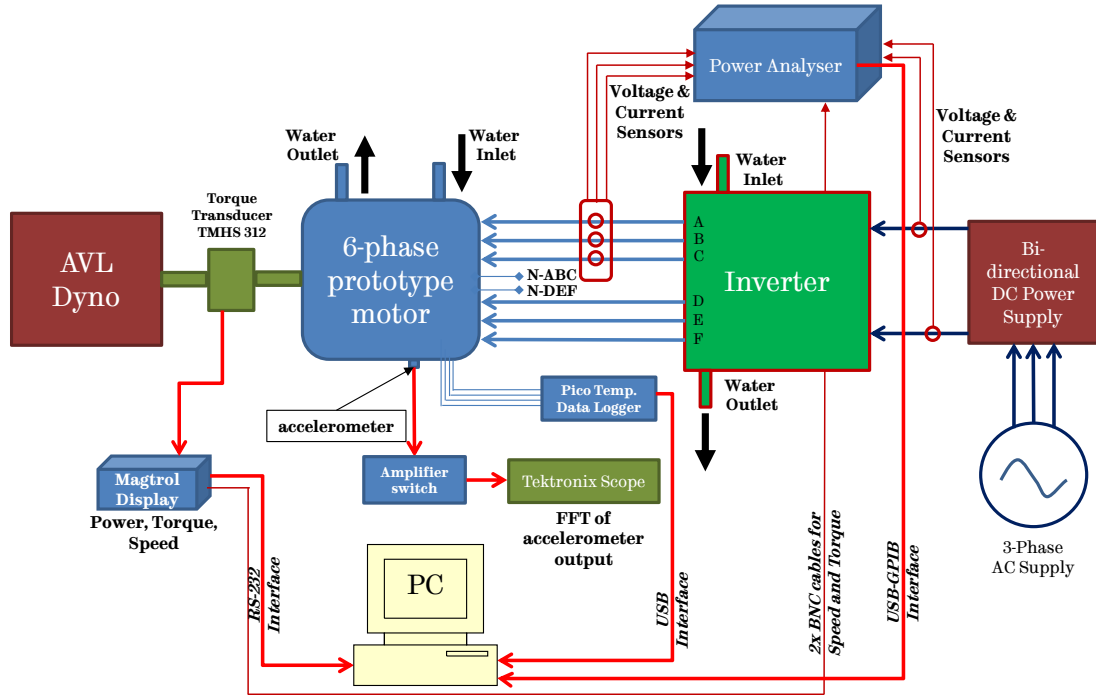 Power Analyser
Voltage &
Current
Sensors
Voltage &
Current
Sensors
Water
Outlet
Water
Inlet
Water
Inlet
Torque
Transducer
TMHS 312
AVL
Dyno
6-phase
prototype
motor
A
B
C
N-ABC
N-DEF
D
E
F
Inverter
Bi-
directional
DC Power
Supply
Water
Outlet
Pico Temp.
Data Logger
accelerometer
Magtrol
Display
Power, Torque,
Speed
Amplifier
switch
Tektronix Scope
FFT of
accelerometer
output
3-Phase
AC Supply
PC
RS-232
Interface
USB
Interface
2x BNC cables for
Speed and Torque
USB-GPIB
Interface